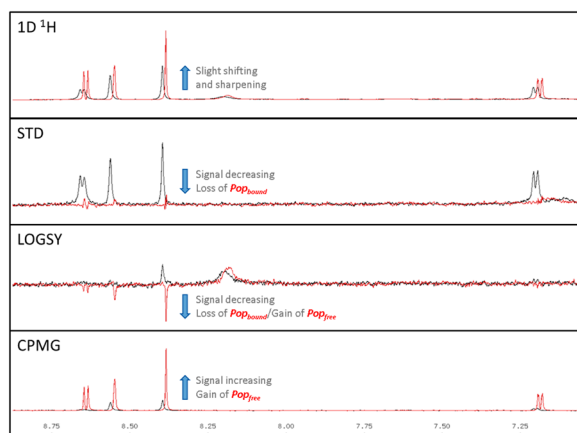 1D ¹H
Slight shifting
and sharpening
STD
Signal decreasing
Loss of Pop_bound
LOGSY
Signal decreasing
Loss of Pop_bound/Gain of Pop_free
CPMG
Signal increasing
Gain of Pop_free
8.75 8.50 8.25 8.00 7.75 7.50 7.25